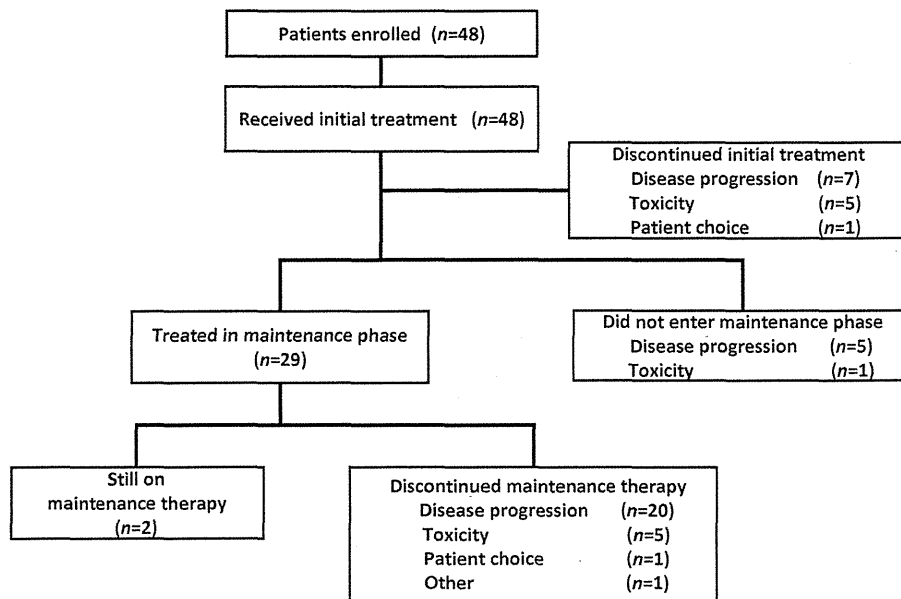 Patients enrolled (n=48)
Received initial treatment (n=48)
Discontinued initial treatment
Disease progression (n=7)
Toxicity (n=5)
Patient choice (n=1)
Treated in maintenance phase
(n=29)
Did not enter maintenance phase
Disease progression (n=5)
Toxicity (n=1)
Still on
maintenance therapy
(n=2)
Discontinued maintenance therapy
Disease progression (n=20)
Toxicity (n=5)
Patient choice (n=1)
Other (n=1)